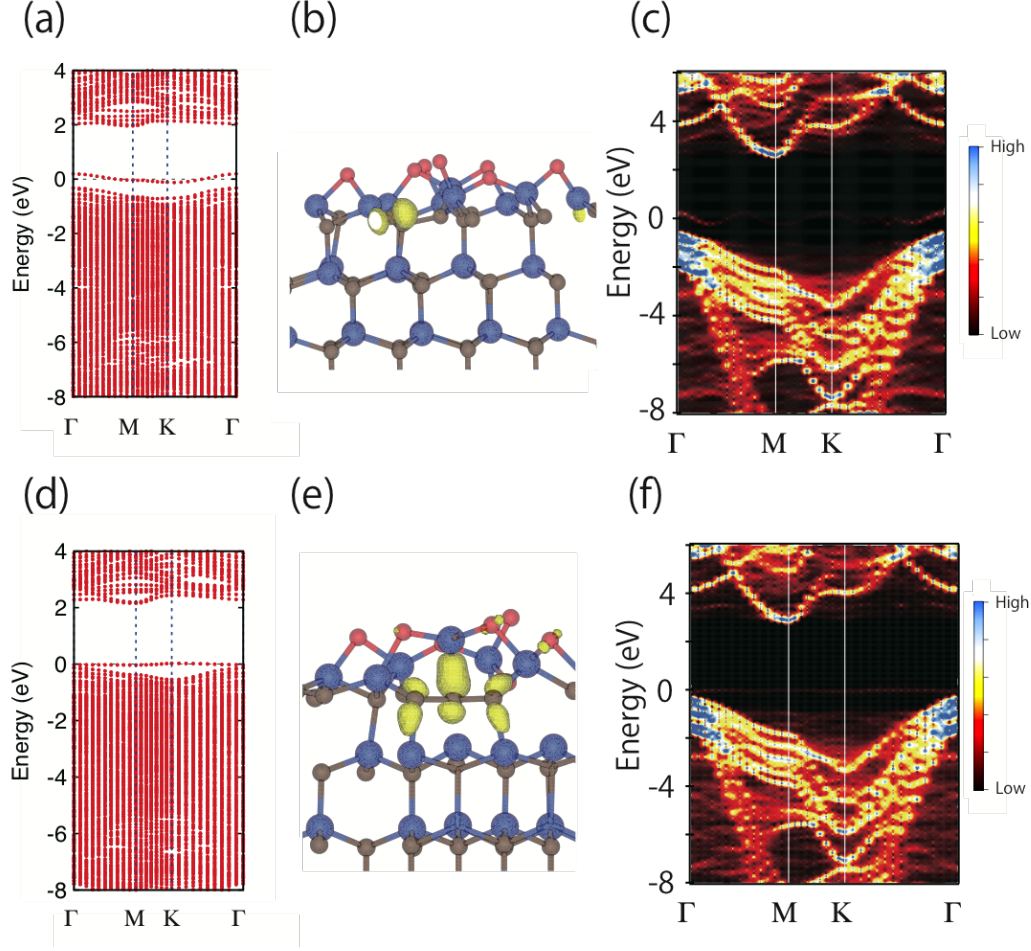 (a)
(b)
(c)
4
2
0
-2
-4
-6
-8
Energy (eV)
Γ
M
K
Γ
4
0
-4
-8
Energy (eV)
Γ
M
K
Γ
High
Low
(d)
(e)
(f)
4
2
0
-2
-4
-6
-8
Energy (eV)
Γ
M
K
Γ
4
0
-4
-8
Energy (eV)
Γ
M
K
Γ
High
Low